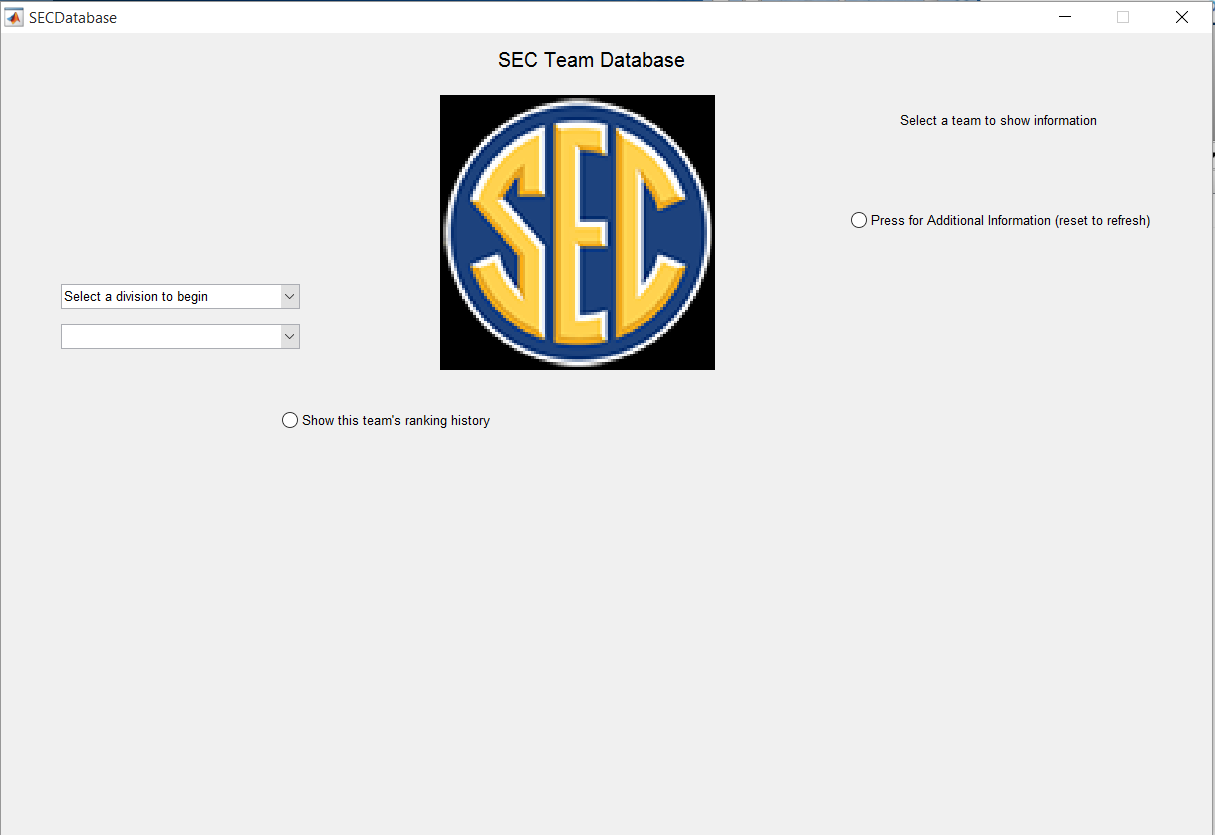 SECDatabase
SEC Team Database
SEC
Select a team to show information
Press for Additional Information (reset to refresh)
Select a division to begin
Show this team's ranking history